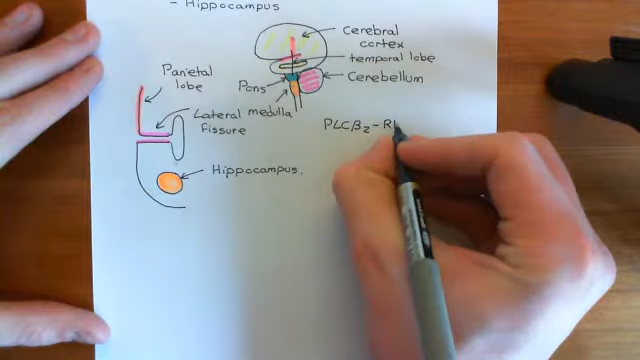 - Hippocampus
Cerebral
cortex
temporal lobe
Cerebellum
Pons
medulla
Parietal
lobe
Lateral
fissure
Hippocampus.
PLCβ2 -